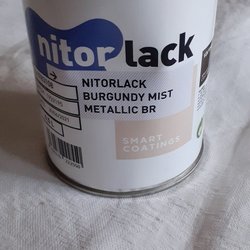 nitorlack
NITORLACK
BURGUNDY MIST
METALLIC BR
SMART
COATINGS